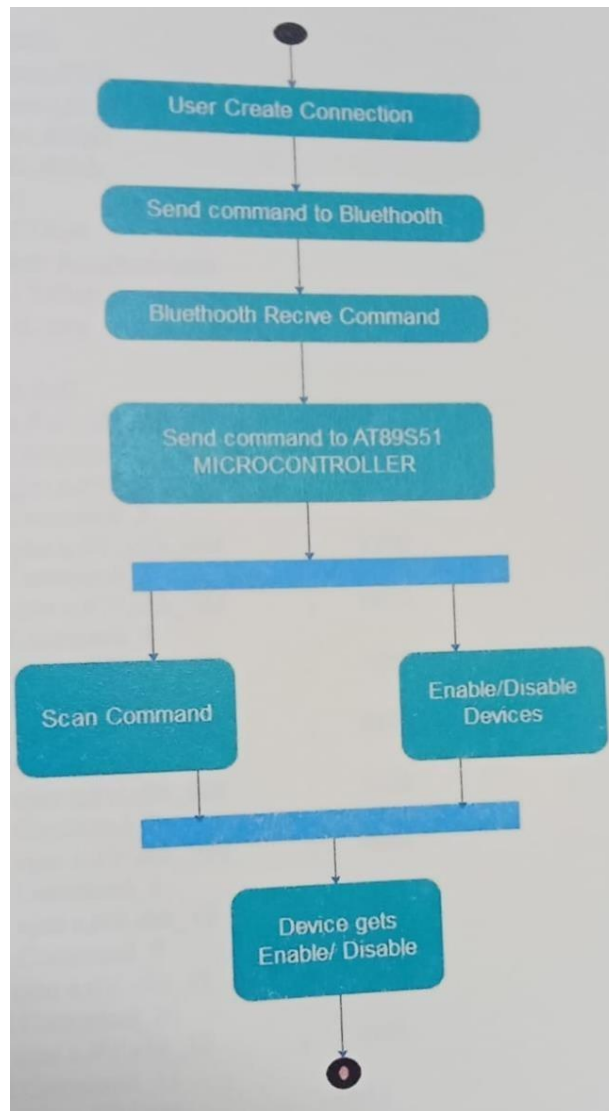 User Create Connection
Send command to Bluethooth
Bluethooth Recive Command
Send command to AT89S51
MICROCONTROLLER
Scan Command
Enable/Disable
Devices
Device gets
Enable/ Disable